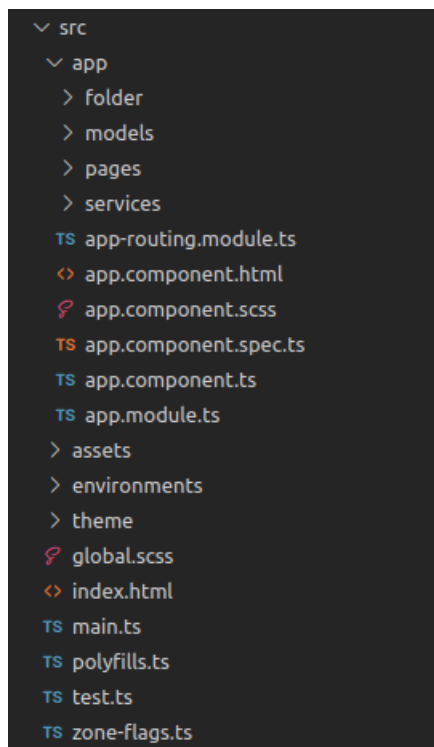 src
app
folder
models
pages
services
TS app-routing.module.ts
<> app.component.html
app.component.scss
TS app.component.spec.ts
TS app.component.ts
TS app.module.ts
assets
environments
theme
global.scss
<> index.html
TS main.ts
TS polyfills.ts
TS test.ts
TS zone-flags.ts